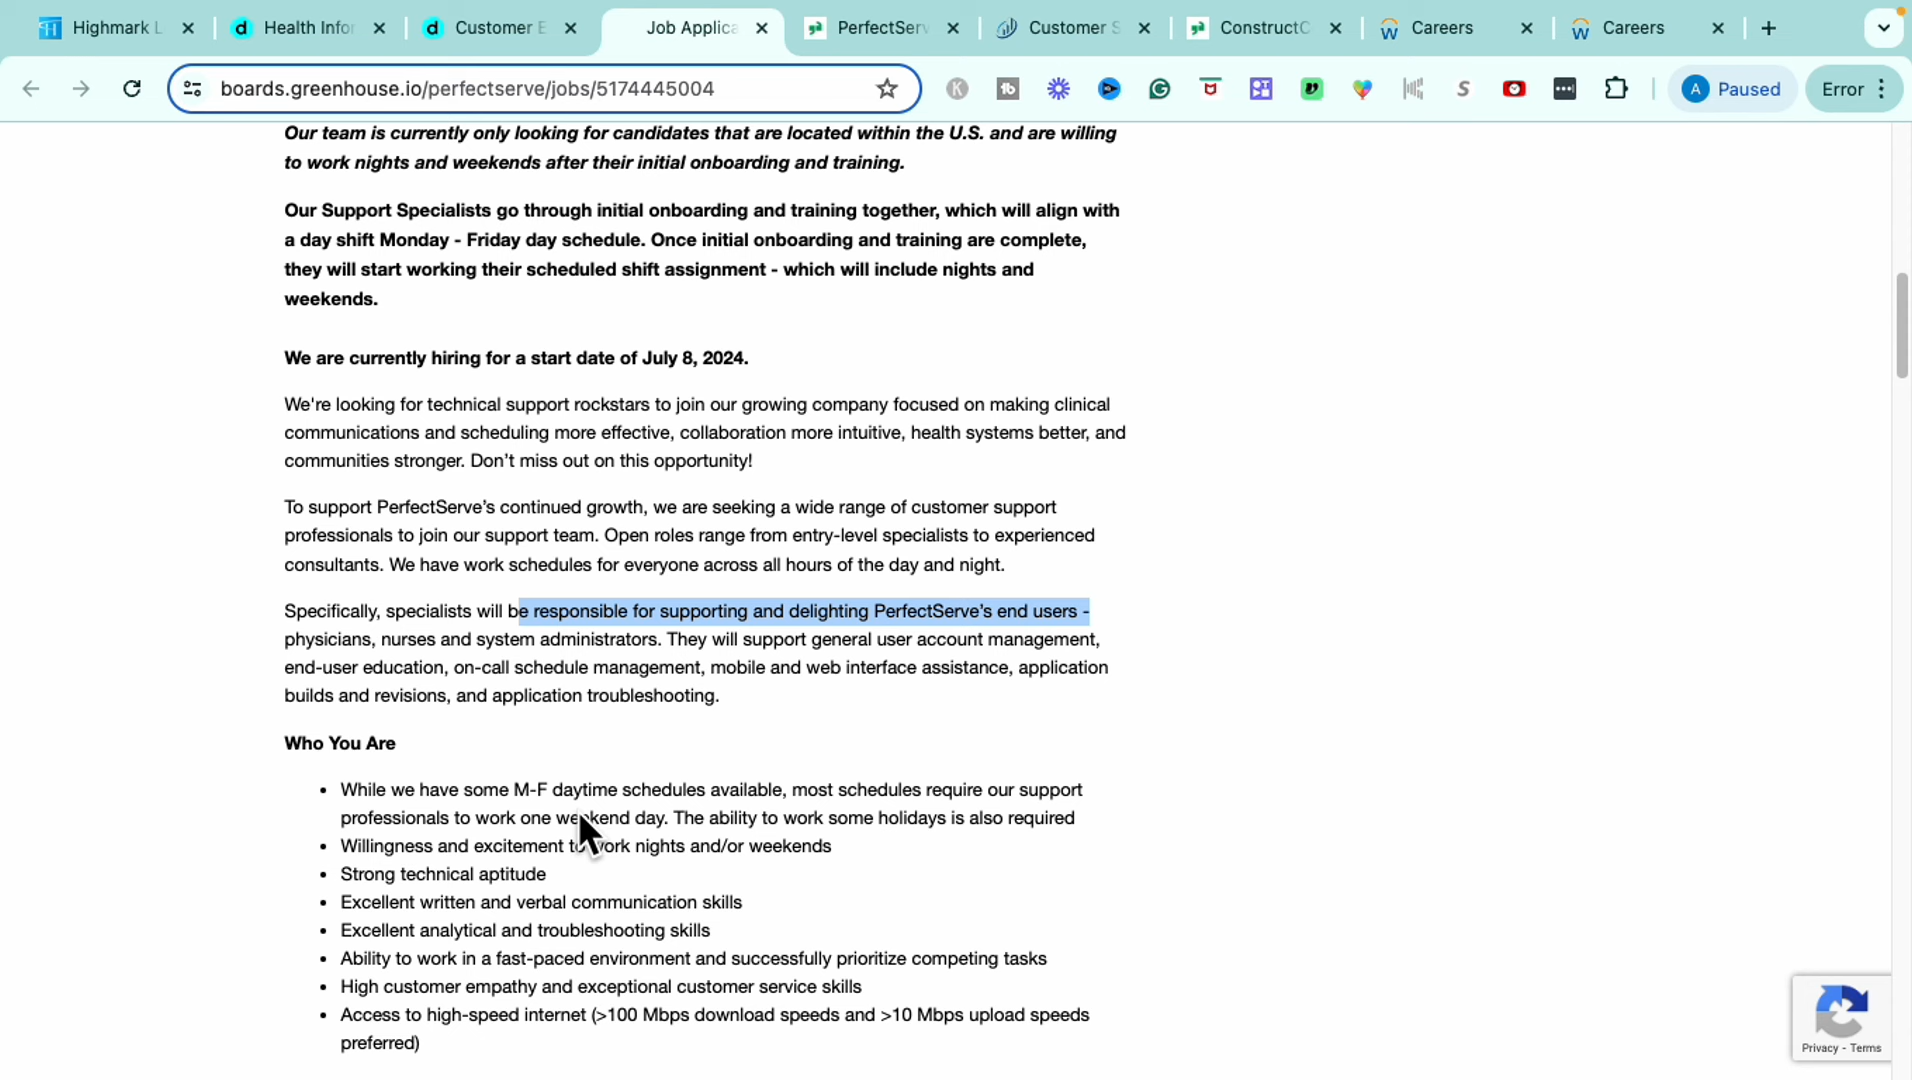 Highmark L
Health Infor
Customer E
Job Applica
PerfectServ
Customer S
ConstructC
Careers
Careers
boards.greenhouse.io/perfectserve/jobs/5174445004
A Paused
Error
Our team is currently only looking for candidates that are located within the U.S. and are willing
to work nights and weekends after their initial onboarding and training.
Our Support Specialists go through initial onboarding and training together, which will align with
a day shift Monday - Friday day schedule. Once initial onboarding and training are complete,
they will start working their scheduled shift assignment - which will include nights and
weekends.
We are currently hiring for a start date of July 8, 2024.
We're looking for technical support rockstars to join our growing company focused on making clinical
communications and scheduling more effective, collaboration more intuitive, health systems better, and
communities stronger. Don’t miss out on this opportunity!
To support PerfectServe’s continued growth, we are seeking a wide range of customer support
professionals to join our support team. Open roles range from entry-level specialists to experienced
consultants. We have work schedules for everyone across all hours of the day and night.
Specifically, specialists will be responsible for supporting and delighting PerfectServe’s end users -
physicians, nurses and system administrators. They will support general user account management,
end-user education, on-call schedule management, mobile and web interface assistance, application
builds and revisions, and application troubleshooting.
Who You Are
• While we have some M-F daytime schedules available, most schedules require our support
professionals to work one weekend day. The ability to work some holidays is also required
• Willingness and excitement to work nights and/or weekends
• Strong technical aptitude
• Excellent written and verbal communication skills
• Excellent analytical and troubleshooting skills
• Ability to work in a fast-paced environment and successfully prioritize competing tasks
• High customer empathy and exceptional customer service skills
• Access to high-speed internet (>100 Mbps download speeds and >10 Mbps upload speeds
preferred)
Privacy - Terms